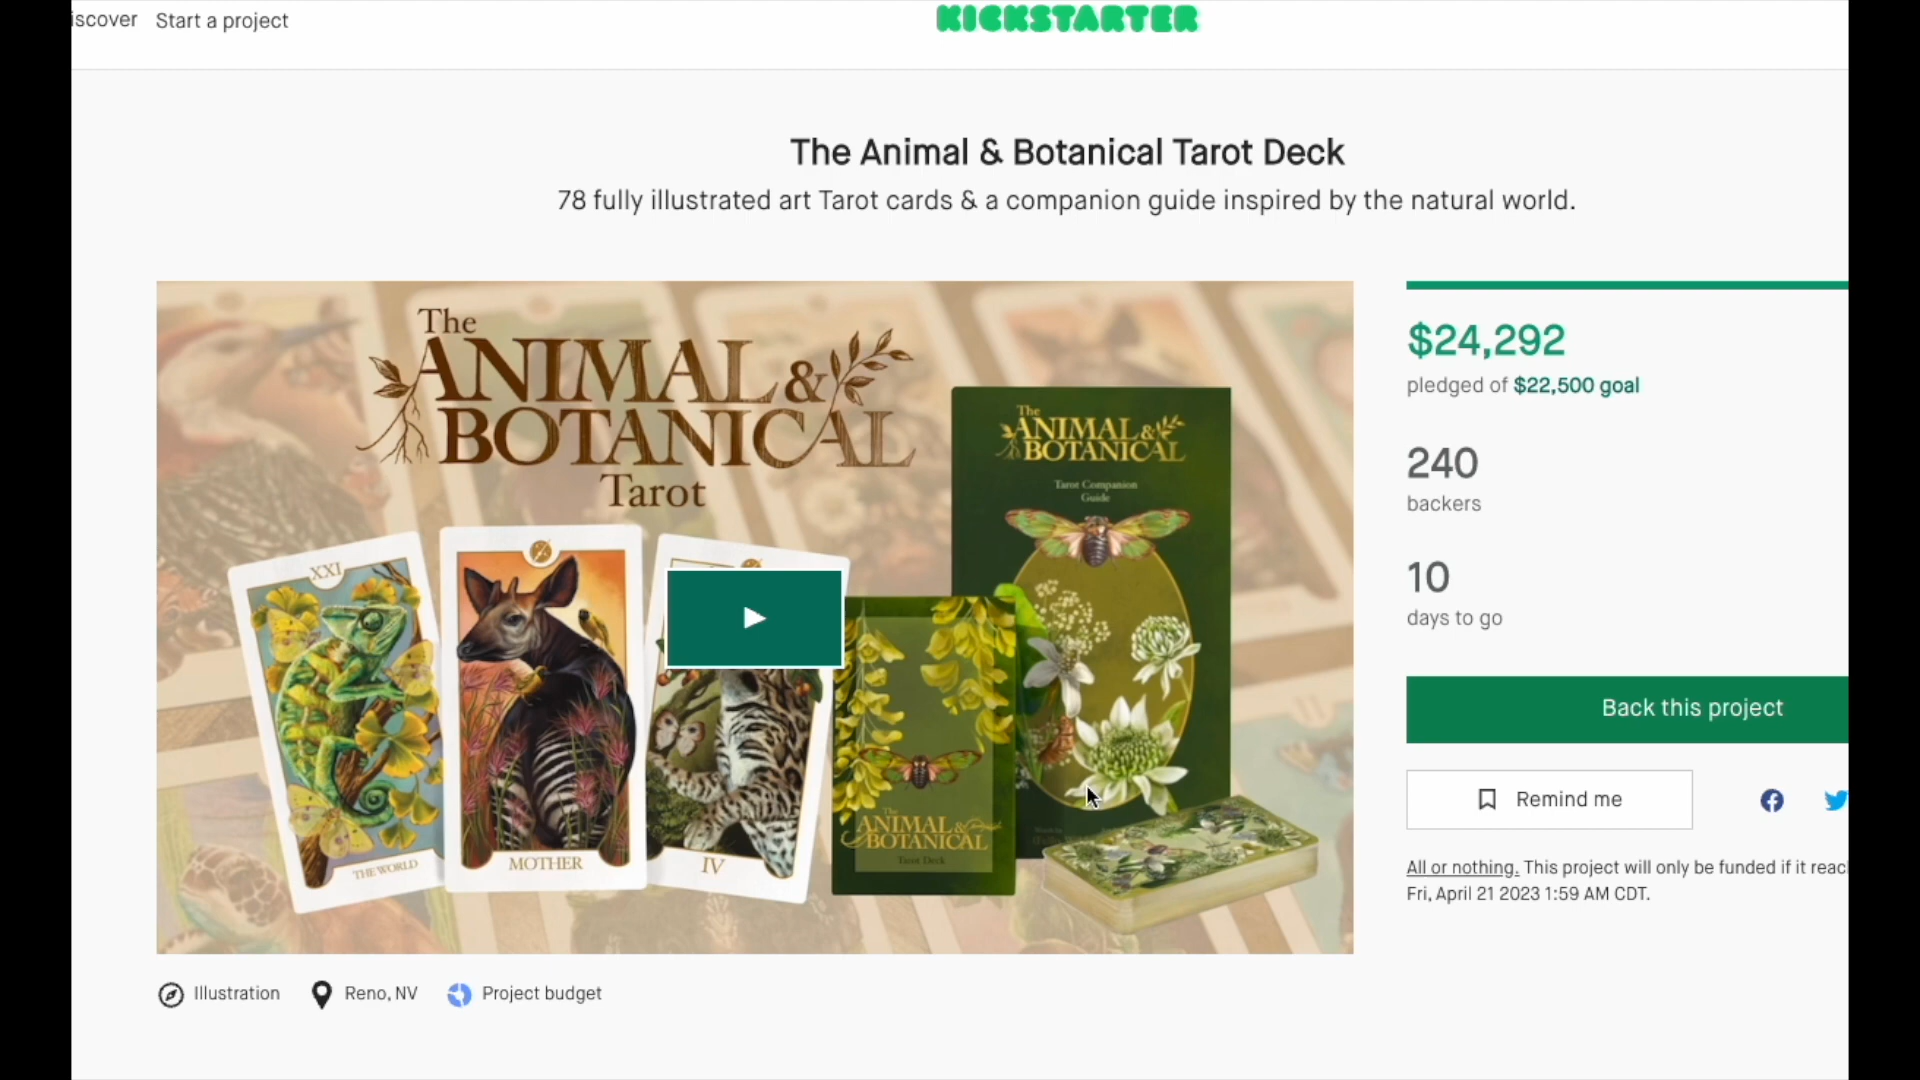 iscover Start a project
KICKSTARTER
The Animal & Botanical Tarot Deck
78 fully illustrated art Tarot cards & a companion guide inspired by the natural world.
The
ANIMAL &
BOTANICAL
Tarot
XXI
THE WORLD
MOTHER
IV
The
ANIMAL &
BOTANICAL
Tarot Companion
Guide
The
ANIMAL &
BOTANICAL
Tarot Deck
$24,292
pledged of $22,500 goal
240
backers
10
days to go
Back this project
Remind me
All or nothing. This project will only be funded if it reac
Fri, April 21 2023 1:59 AM CDT.
Illustration Reno, NV Project budget